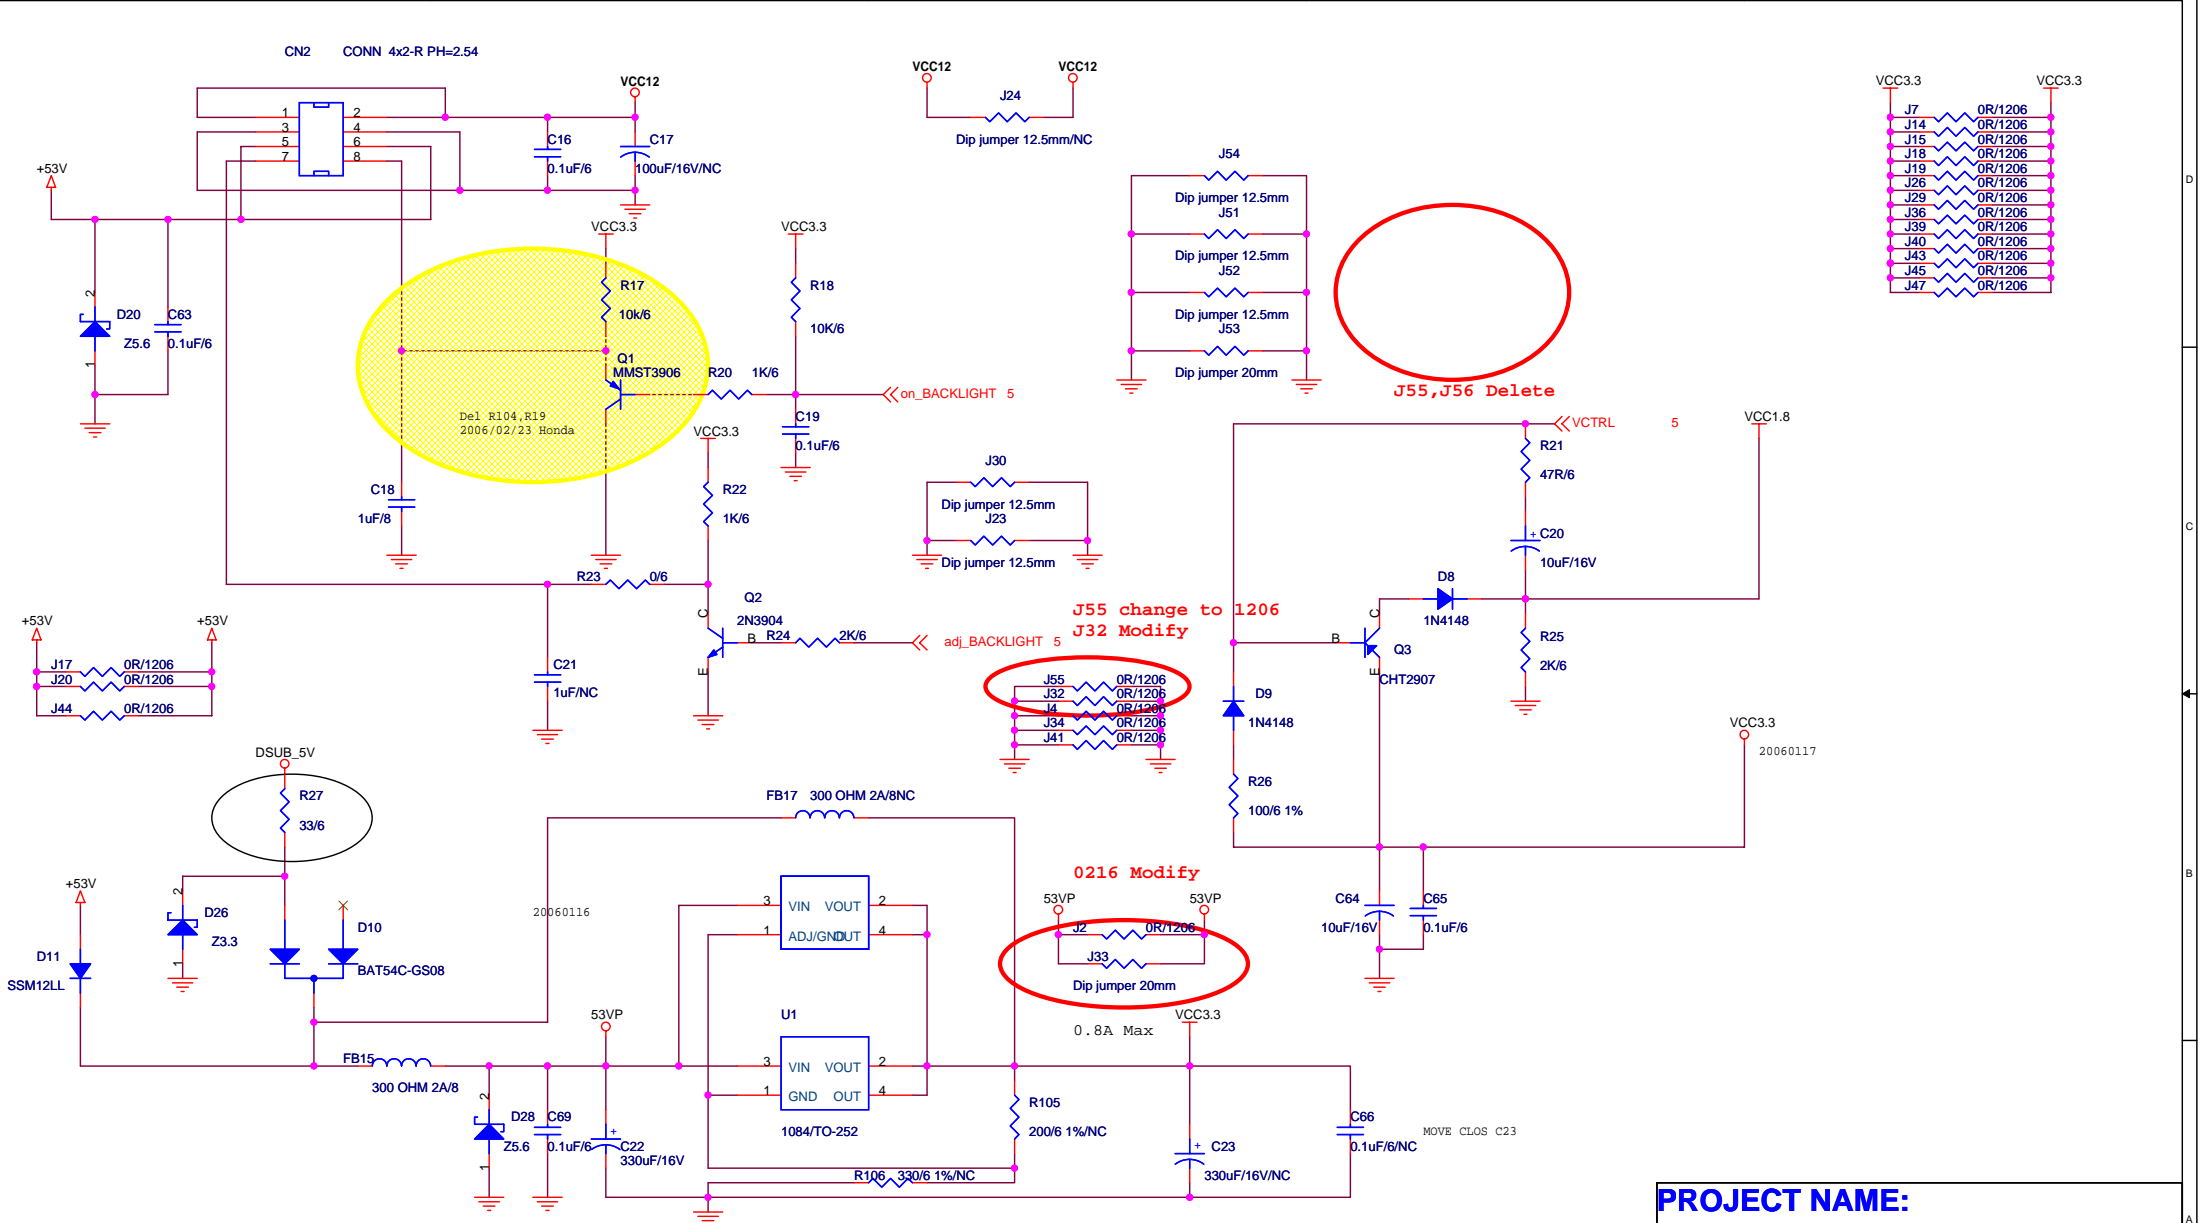 CN2 CONN 4x2-R PH=2.54
1 2
3 4
5 6
7 8
VCC12
C16
0.1uF/6
C17
100uF/16V/NC
+53V
2
D20
Z5.6
1
C63
0.1uF/6
VCC12 VCC12
J24
Dip jumper 12.5mm/NC
VCC3.3
R17
10k/6
Q1
MMST3906
R20 1K/6
VCC3.3
R18
10K/6
on_BACKLIGHT 5
C19
0.1uF/6
Del R104,R19
2006/02/23 Honda
C18
1uF/8
VCC3.3
R22
1K/6
R23 0/6
Q2
2N3904
C
B
E
R24 2K/6
adj_BACKLIGHT 5
C21
1uF/NC
J54
Dip jumper 12.5mm
J51
Dip jumper 12.5mm
J52
Dip jumper 12.5mm
J53
Dip jumper 20mm
J55,J56 Delete
VCC3.3 VCC3.3
J7 0R/1206
J14 0R/1206
J15 0R/1206
J18 0R/1206
J19 0R/1206
J26 0R/1206
J29 0R/1206
J36 0R/1206
J39 0R/1206
J40 0R/1206
J43 0R/1206
J45 0R/1206
J47 0R/1206
D
C
B
A
J30
Dip jumper 12.5mm
J23
Dip jumper 12.5mm
VCTRL 5
VCC1.8
R21
47R/6
+ C20
10uF/16V
D8
1N4148
R25
2K/6
C
B
E
Q3
CHT2907
D9
1N4148
R26
100/6 1%
VCC3.3
20060117
C64
10uF/16V
C65
0.1uF/6
+53V +53V
J17 0R/1206
J20 0R/1206
J44 0R/1206
J55 change to 1206
J32 Modify
J55 0R/1206
J32 0R/1206
J4 0R/1206
J34 0R/1206
J41 0R/1206
DSUB_5V
R27
33/6
+53V
D11
SSM12LL
2
D26
Z3.3
1
D10
BAT54C-GS08
FB17 300 OHM 2A/8NC
20060116
3 VIN VOUT 2
1 ADJ/GND OUT 4
U1
3 VIN VOUT 2
1 GND OUT 4
1084/TO-252
53VP
FB15
300 OHM 2A/8
2
D28
Z5.6
1
C69
0.1uF/6
+
C22
330uF/16V
0216 Modify
53VP 53VP
J2 0R/1206
J33
Dip jumper 20mm
0.8A Max
VCC3.3
R105
200/6 1%/NC
R106 330/6 1%/NC
+ C23
330uF/16V/NC
C66
0.1uF/6/NC
MOVE CLOS C23
PROJECT NAME: